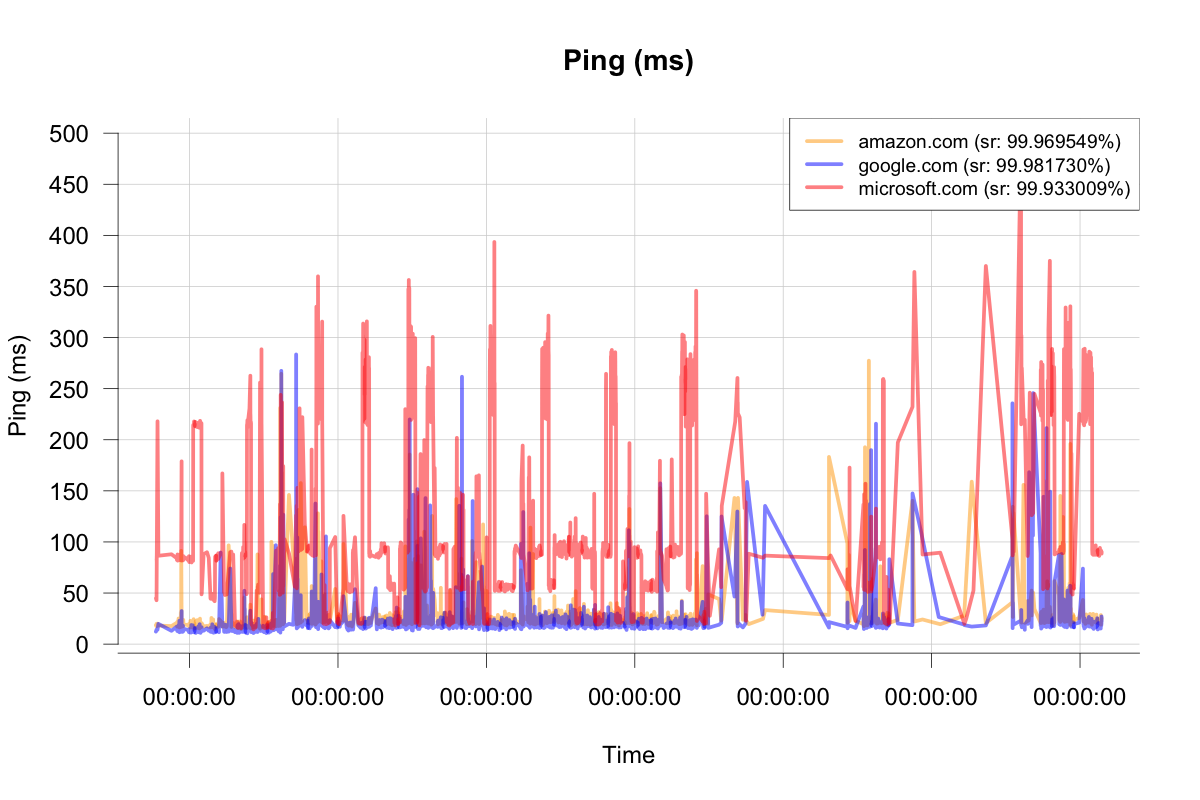 Ping (ms)
500
450
400
350
300
250
200
150
100
50
0
Ping (ms)
amazon.com (sr: 99.969549%)
google.com (sr: 99.981730%)
microsoft.com (sr: 99.933009%)
00:00:00 00:00:00 00:00:00 00:00:00 00:00:00 00:00:00 00:00:00
Time